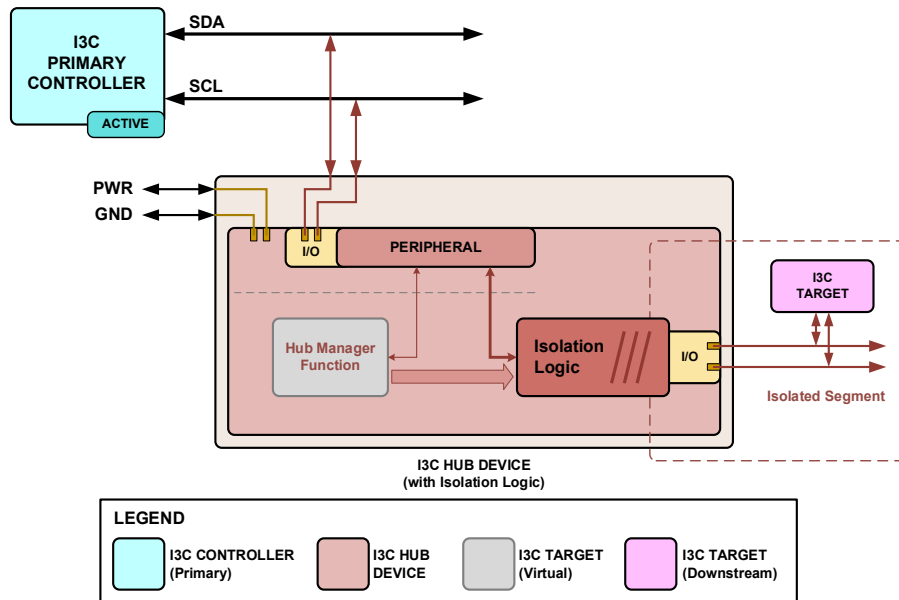 I3C
PRIMARY
CONTROLLER
ACTIVE
SDA
SCL
PWR
GND
I/O
PERIPHERAL
I3C
TARGET
Hub Manager
Function
Isolation
Logic
I/O
Isolated Segment
I3C HUB DEVICE
(with Isolation Logic)
LEGEND
I3C CONTROLLER
(Primary)
I3C HUB
DEVICE
I3C TARGET
(Virtual)
I3C TARGET
(Downstream)